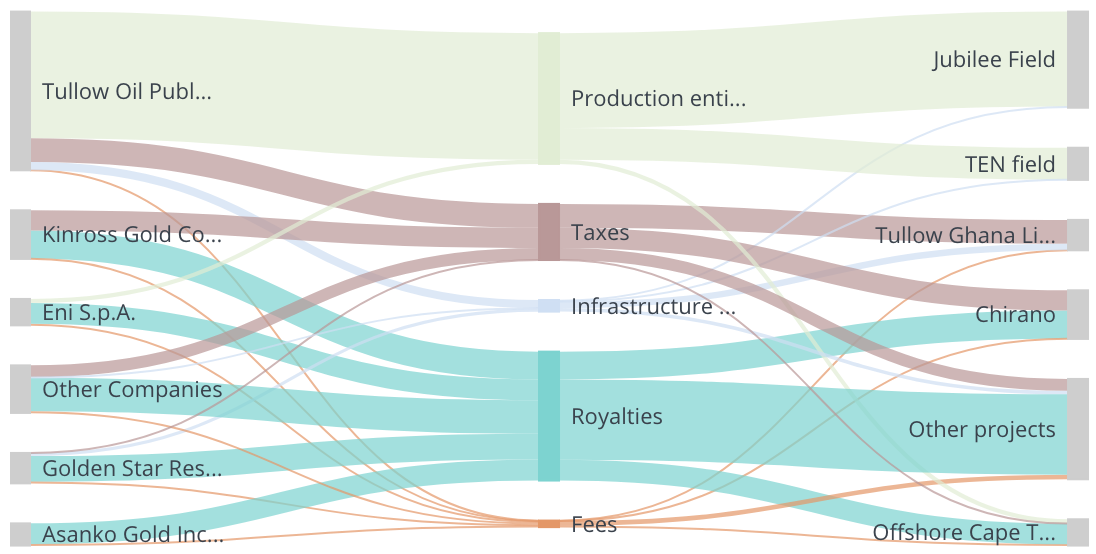 Tullow Oil Publ...
Kinross Gold Co...
Eni S.p.A.
Other Companies
Golden Star Res...
Asanko Gold Inc...
Production enti...
Taxes
Infrastructure ...
Royalties
Fees
Jubilee Field
TEN field
Tullow Ghana Li...
Chirano
Other projects
Offshore Cape T...